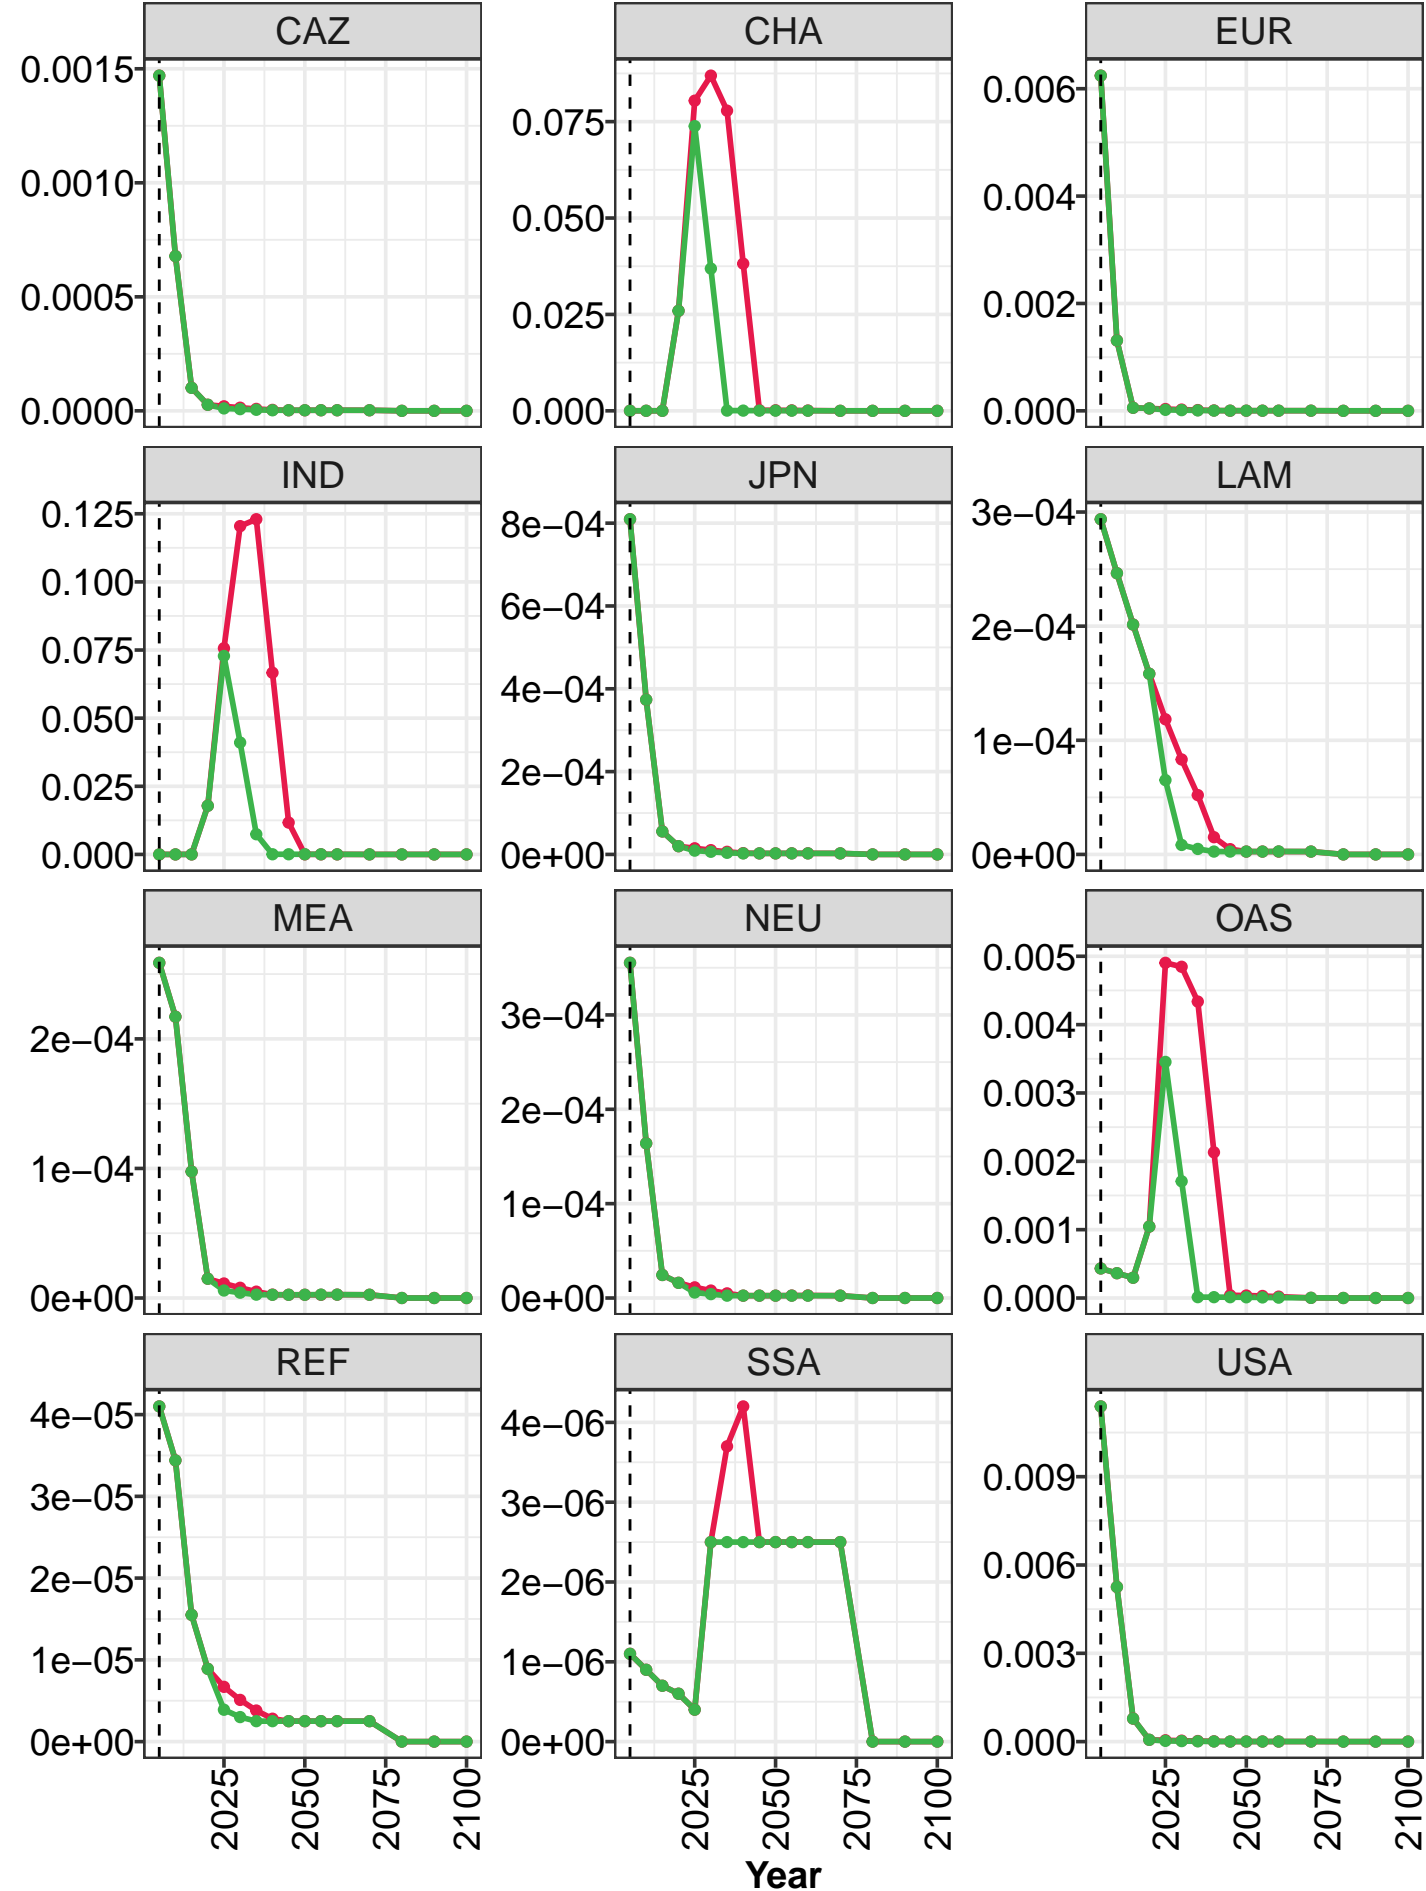 CAZ CHA EUR
0.0015
0.0010
0.0005
0.0000
0.075
0.050
0.025
0.000
0.006
0.004
0.002
0.000
IND JPN LAM
0.125
0.100
0.075
0.050
0.025
0.000
8e−04
6e−04
4e−04
2e−04
0e+00
3e−04
2e−04
1e−04
0e+00
MEA NEU OAS
2e−04
1e−04
0e+00
3e−04
2e−04
1e−04
0e+00
0.005
0.004
0.003
0.002
0.001
0.000
REF SSA USA
4e−05
3e−05
2e−05
1e−05
0e+00
4e−06
3e−06
2e−06
1e−06
0e+00
0.009
0.006
0.003
0.000
2025 2050 2075 2100 2025 2050 2075 2100 2025 2050 2075 2100
Year